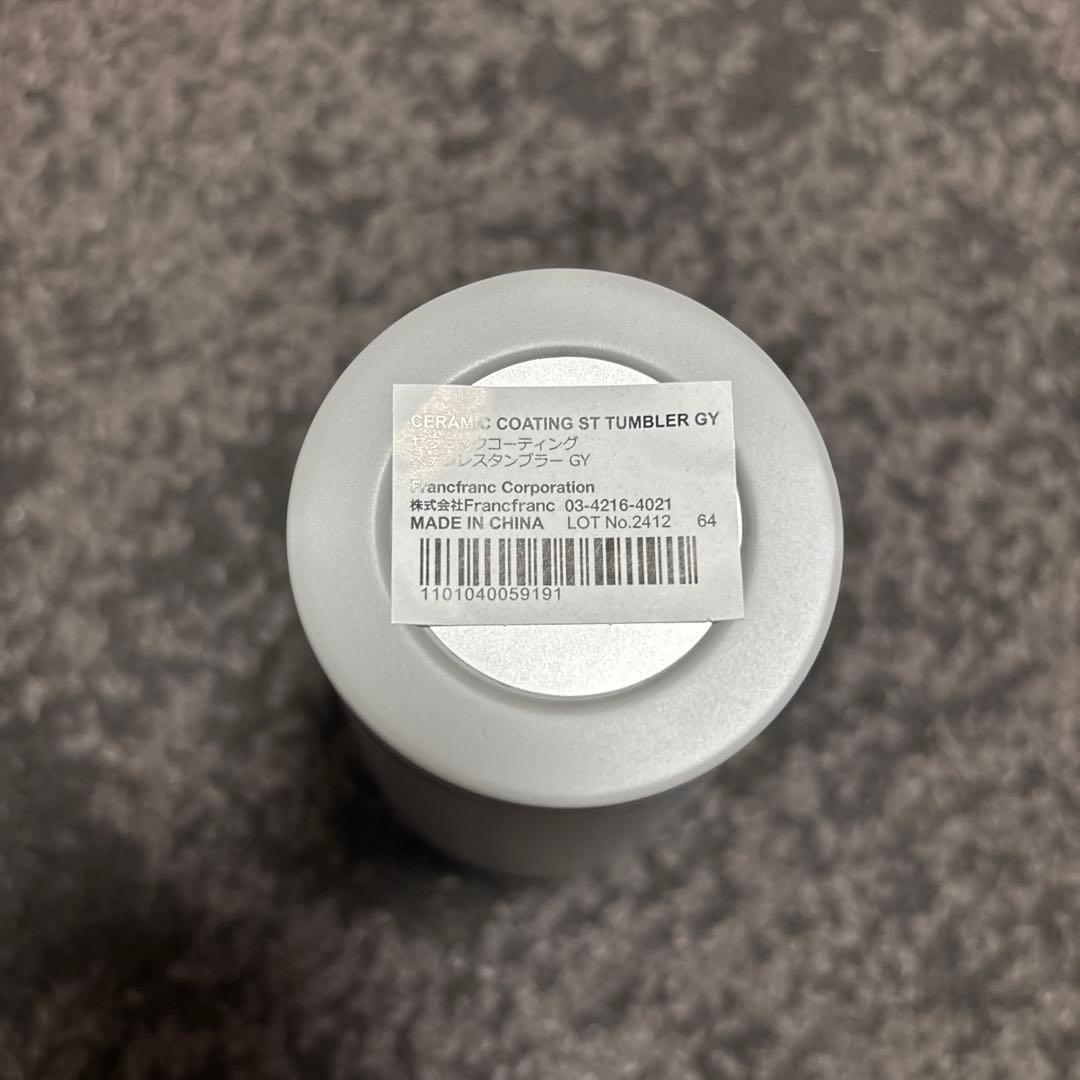 CERAMIC COATING ST TUMBLER GY
セラミックコーティング
ステンレスタンブラー GY
Francfranc Corporation
株式会社Francfranc 03-4216-4021
MADE IN CHINA LOT No.2412 64
1101040059191